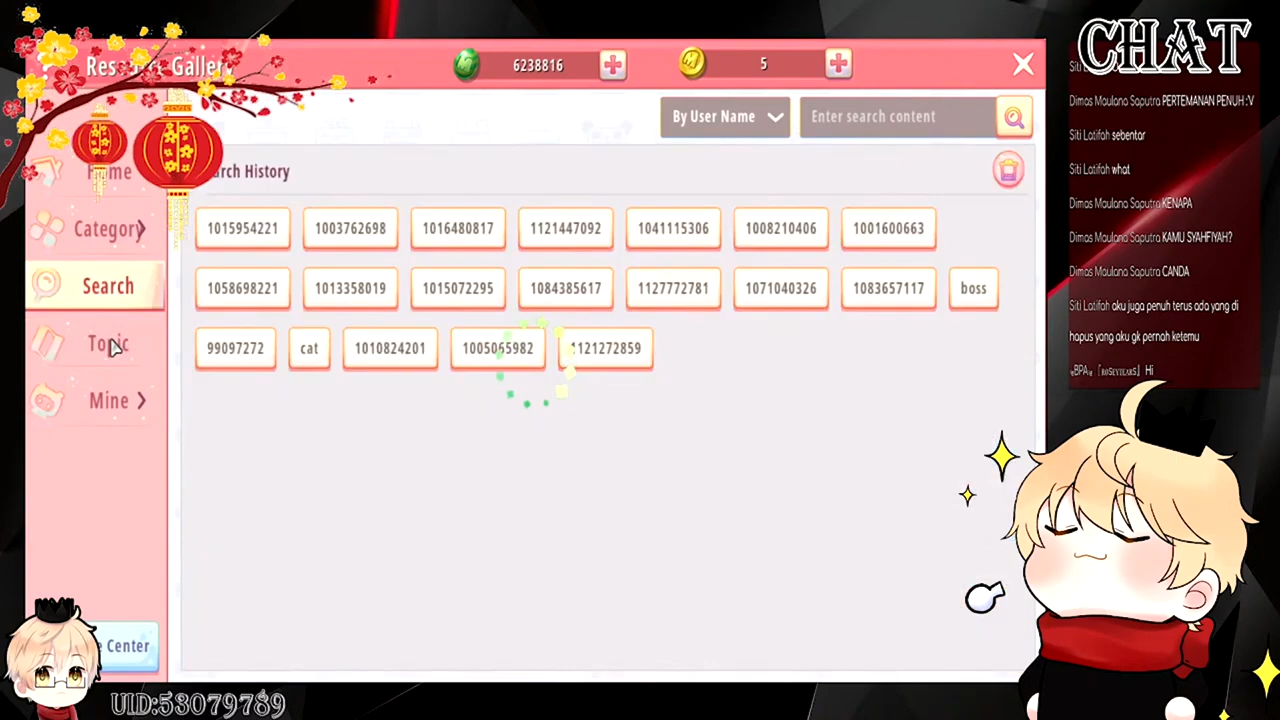 CHAT
Gallery
6238816
5
By User Name
Enter search content
Home
Search History
Category
Search
Topic
Mine
Center
1015954221
1003762698
1016480817
1121447092
1041115306
1008210406
1001600663
1058698221
1013358019
1015072295
1084385617
1127772781
1071040326
1083657117
boss
99097272
cat
1010824201
1005065982
1121272859
Siti
Dimas Maulana Saputra PERTEMANAN PENUH :V
Siti Latifah sebentar
Siti Latifah what
Dimas Maulana Saputra KENAPA
Dimas Maulana Saputra KAMU SYAHFIYAH?
Dimas Maulana Saputra CANDA
Siti Latifah aku juga penuh terus ada yang di
hapus yang aku gk pernah ketemu
Hi
UID:53079789